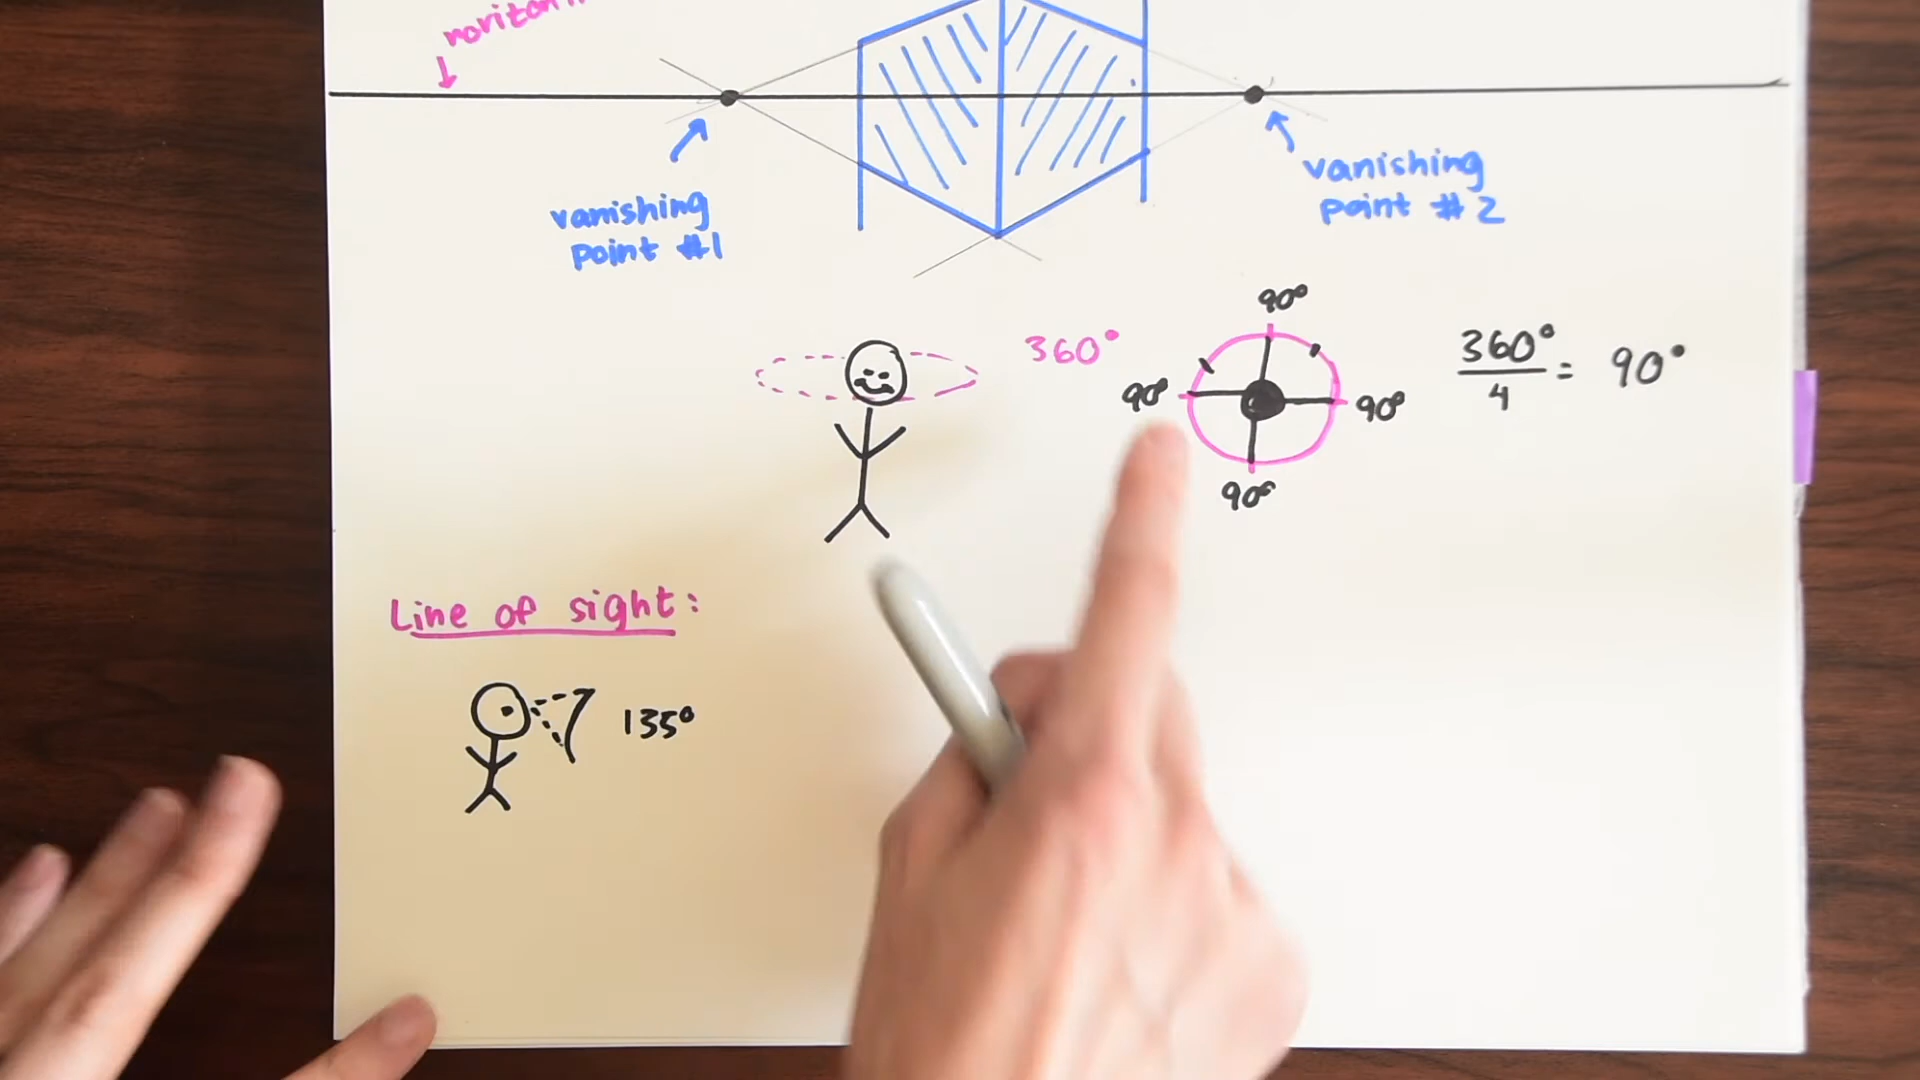 vanishing
point #1
vanishing
point #2
360°
90°
90°
90°
90°
360°
4
= 90°
Line of sight:
135°